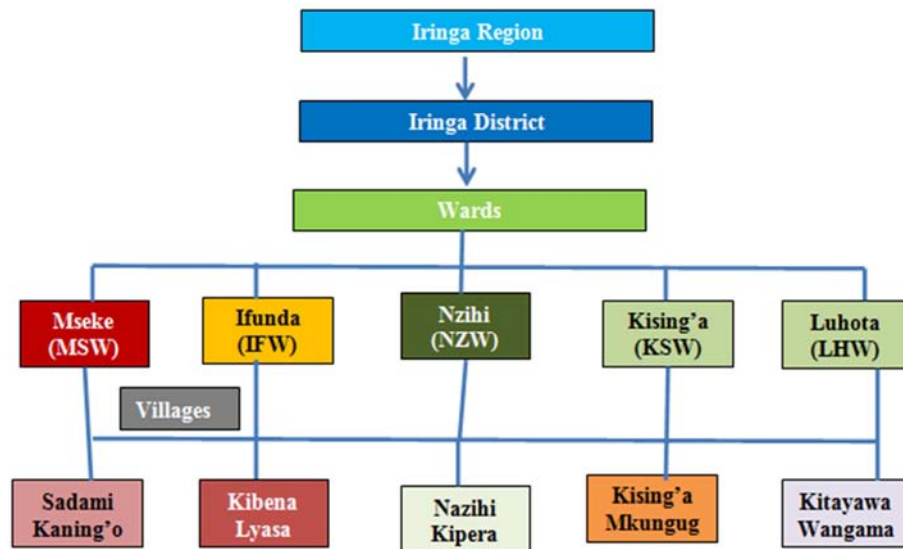 Iringa Region
Iringa District
Wards
Mseke
(MSW)
Ifunda
(IFW)
Nzihi
(NZW)
Kising’a
(KSW)
Luhota
(LHW)
Villages
Sadami
Kaning’o
Kibena
Lyasa
Nazihi
Kipera
Kising’a
Mkungug
Kitayawa
Wangama